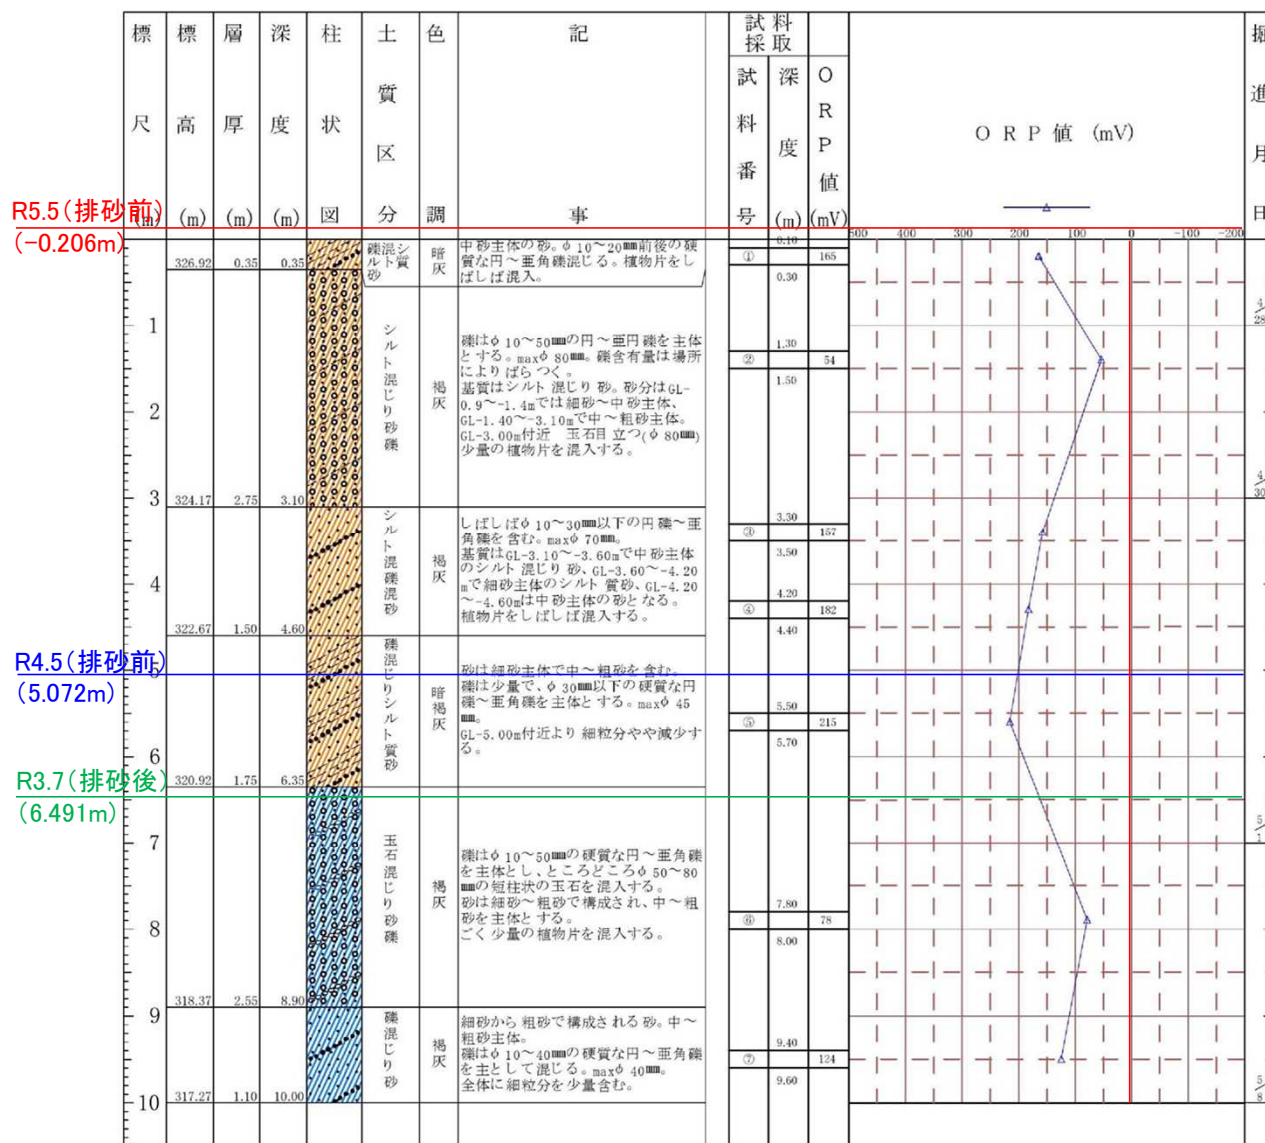 標尺(m)
標高(m)
層厚(m)
深度(m)
柱状図
土質区分
色調
記事
試料採取
試料番号
深度(m)
ORP値(mV)
ORP値 (mV)
掘進月日
R5.5(排砂前)
(-0.206m)
400 300 200 100 0 -100 -200
326.92 0.35 0.35
礫混シルト質砂
暗灰
中砂主体の砂。φ10~20㎜前後の硬
質な円~亜角礫混じる。植物片をし
ばしば混入。
0.10
① 165
0.30
4/28
1
2
3
324.17 2.75 3.10
シルト混じり砂礫
褐灰
礫はφ10~50㎜の円~亜円礫を主体
とする。maxφ 80㎜。礫含有量は場所
によりばらつく。
基質はシルト混じり砂。砂分はGL-
0.9~-1.4mでは細砂~中砂主体、
GL-1.40~-3.10mで中~粗砂主体。
GL-3.00m付近 玉石目立つ(φ80㎜)
少量の植物片を混入する。
1.30
② 54
1.50
4/30
4
322.67 1.50 4.60
シルト混礫混砂
褐灰
しばしばφ10~30㎜以下の円礫~亜
角礫を含む。maxφ 70㎜。
基質はGL-3.10~-3.60mで中砂主体
のシルト混じり砂、GL-3.60~-4.20
mで細砂主体のシルト質砂、GL-4.20
~-4.60mは中砂主体の砂となる。
植物片をしばしば混入する。
3.30
③ 157
3.50
4.20
④ 182
4.40
R4.5(排砂前)
(5.072m)
5
6
320.92 1.75 6.35
礫混じりシルト質砂
暗褐灰
砂は細砂主体で中~粗砂を含む。
礫は少量で、φ30㎜以下の硬質な円
礫~亜角礫を主体とする。maxφ 45
㎜。
GL-5.00m付近より細粒分やや減少す
る。
5.50
⑤ 215
5.70
R3.7(排砂後)
(6.491m)
5/1
7
8
318.37 2.55 8.90
玉石混じり砂礫
褐灰
礫はφ10~50㎜の硬質な円~亜角礫
を主体とし、ところどころφ50~80
㎜の短柱状の玉石を混入する。
砂は細砂~粗砂で構成され、中~粗
砂を主体とする。
ごく少量の植物片を混入する。
7.80
⑥ 78
8.00
9
10
317.27 1.10 10.00
礫混じり砂
褐灰
細砂から粗砂で構成される砂。中~
粗砂主体。
礫はφ10~40㎜の硬質な円~亜角礫
を主として混じる。maxφ 40㎜。
全体に細粒分を少量含む。
9.40
⑦ 124
9.60
5/8